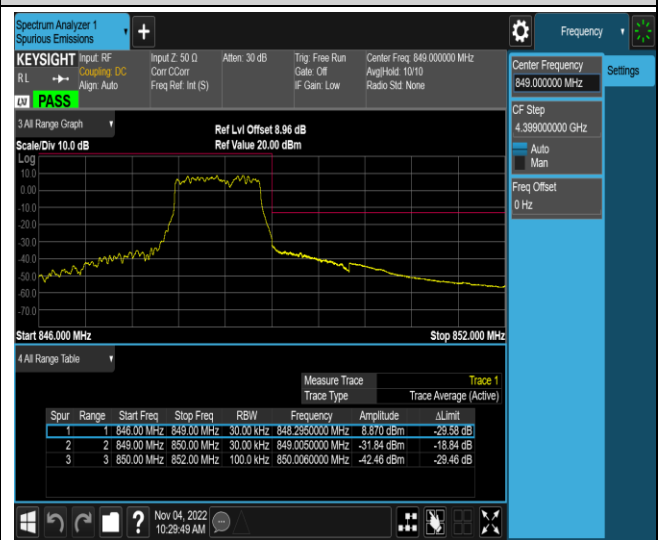 Spectrum Analyzer 1
Spurious Emissions
+
Frequency
KEYSIGHT Input: RF Input Z: 50 Ω Atten: 30 dB Trig: Free Run Center Freq: 849.000000 MHz
RL Coupling: DC Corr CCorr Gate: Off Avg|Hold: 10/10
Align: Auto Freq Ref: Int (S) IF Gain: Low Radio Std: None
PASS
Center Frequency
849.000000 MHz
Settings
CF Step
4.399000000 GHz
Auto
Man
Freq Offset
0 Hz
3 All Range Graph
Ref Lvl Offset 8.96 dB
Scale/Div 10.0 dB Ref Value 20.00 dBm
Log
10.0
0.00
-10.0
-20.0
-30.0
-40.0
-50.0
-60.0
-70.0
Start 846.000 MHz Stop 852.000 MHz
4 All Range Table
Measure Trace Trace 1
Trace Type Trace Average (Active)
Spur Range Start Freq Stop Freq RBW Frequency Amplitude ΔLimit
1 1 846.00 MHz 849.00 MHz 30.00 kHz 848.2950000 MHz 8.870 dBm -29.58 dB
2 2 849.00 MHz 850.00 MHz 30.00 kHz 849.0050000 MHz -31.84 dBm -18.84 dB
3 3 850.00 MHz 852.00 MHz 100.0 kHz 850.0060000 MHz -42.46 dBm -29.46 dB
? Nov 04, 2022
10:29:49 AM